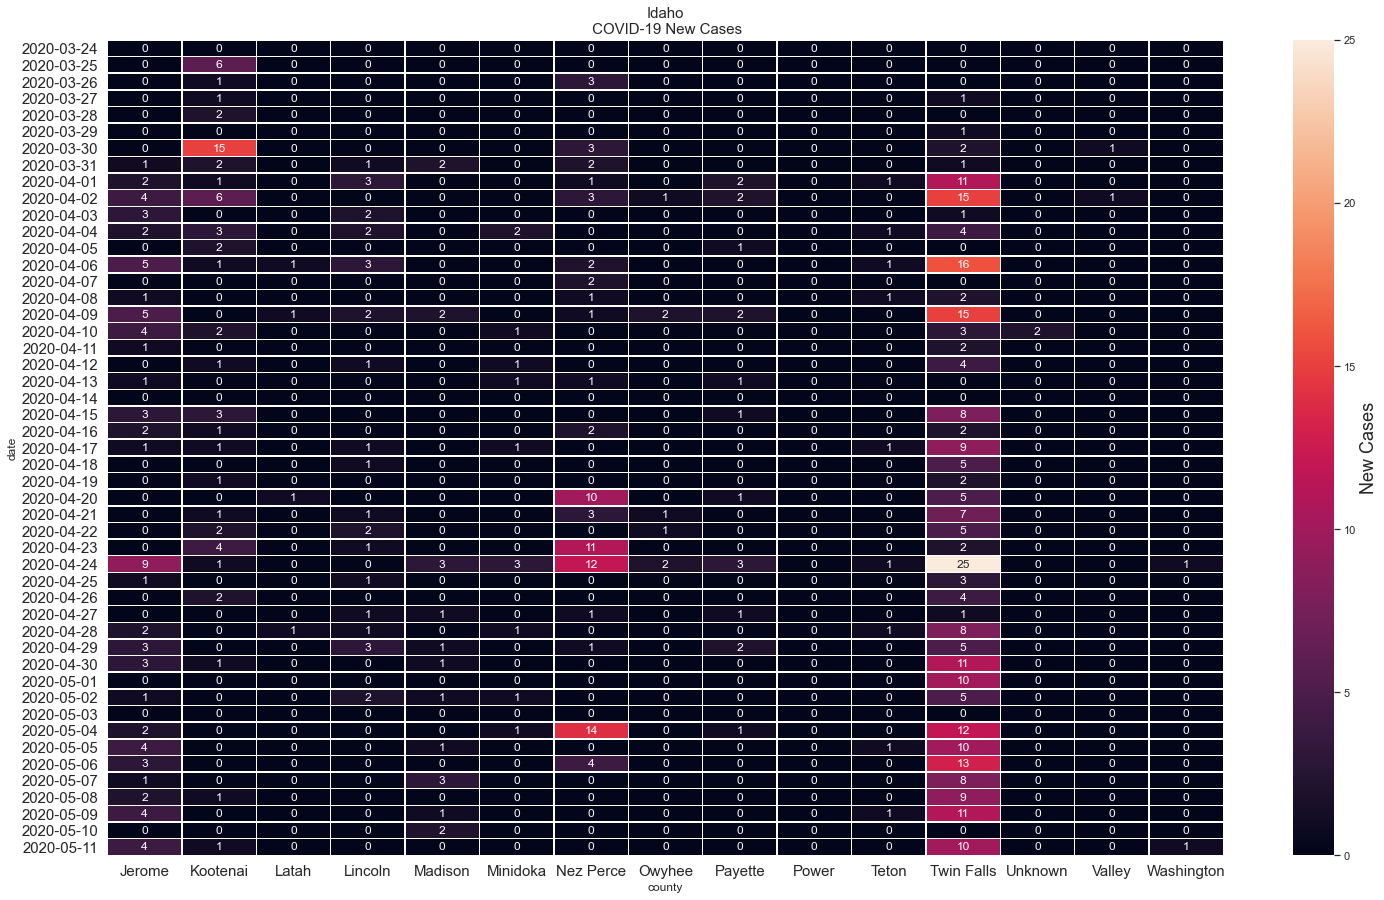 Idaho
COVID-19 New Cases
2020-03-24 0 0 0 0 0 0 0 0 0 0 0 0 0 0 0
2020-03-25 0 6 0 0 0 0 0 0 0 0 0 0 0 0 0
2020-03-26 0 1 0 0 0 0 3 0 0 0 0 0 0 0 0
2020-03-27 0 1 0 0 0 0 0 0 0 0 0 1 0 0 0
2020-03-28 0 2 0 0 0 0 0 0 0 0 0 0 0 0 0
2020-03-29 0 0 0 0 0 0 0 0 0 0 0 1 0 0 0
2020-03-30 0 15 0 0 0 0 3 0 0 0 0 2 0 1 0
2020-03-31 1 2 0 1 2 0 2 0 0 0 0 1 0 0 0
2020-04-01 2 1 0 3 0 0 1 0 2 0 1 11 0 0 0
2020-04-02 4 6 0 0 0 0 3 1 2 0 0 15 0 1 0
2020-04-03 3 0 0 2 0 0 0 0 0 0 0 1 0 0 0
2020-04-04 2 3 0 2 0 2 0 0 0 0 1 4 0 0 0
2020-04-05 0 2 0 0 0 0 0 0 1 0 0 0 0 0 0
2020-04-06 5 1 1 3 0 0 2 0 0 0 1 16 0 0 0
2020-04-07 0 0 0 0 0 0 2 0 0 0 0 0 0 0 0
2020-04-08 1 0 0 0 0 0 1 0 0 0 1 2 0 0 0
2020-04-09 5 0 1 2 2 0 1 2 2 0 0 15 0 0 0
2020-04-10 4 2 0 0 0 1 0 0 0 0 0 3 2 0 0
2020-04-11 1 0 0 0 0 0 0 0 0 0 0 2 0 0 0
2020-04-12 0 1 0 1 0 1 0 0 0 0 0 4 0 0 0
2020-04-13 1 0 0 0 0 1 1 0 1 0 0 0 0 0 0
2020-04-14 0 0 0 0 0 0 0 0 0 0 0 0 0 0 0
2020-04-15 3 3 0 0 0 0 0 0 1 0 0 8 0 0 0
2020-04-16 2 1 0 0 0 0 2 0 0 0 0 2 0 0 0
2020-04-17 1 1 0 1 0 1 0 0 0 0 1 9 0 0 0
2020-04-18 0 0 0 1 0 0 0 0 0 0 0 5 0 0 0
2020-04-19 0 1 0 0 0 0 0 0 0 0 0 2 0 0 0
2020-04-20 0 0 1 0 0 0 10 0 1 0 0 5 0 0 0
2020-04-21 0 1 0 1 0 0 3 1 0 0 0 7 0 0 0
2020-04-22 0 2 0 2 0 0 0 1 0 0 0 5 0 0 0
2020-04-23 0 4 0 1 0 0 11 0 0 0 0 2 0 0 0
2020-04-24 9 1 0 0 3 3 12 2 3 0 1 25 0 0 1
2020-04-25 1 0 0 1 0 0 0 0 0 0 0 3 0 0 0
2020-04-26 0 2 0 0 0 0 0 0 0 0 0 4 0 0 0
2020-04-27 0 0 0 1 1 0 1 0 1 0 0 1 0 0 0
2020-04-28 2 0 1 1 0 1 0 0 0 0 1 8 0 0 0
2020-04-29 3 0 0 3 1 0 1 0 2 0 0 5 0 0 0
2020-04-30 3 1 0 0 1 0 0 0 0 0 0 11 0 0 0
2020-05-01 0 0 0 0 0 0 0 0 0 0 0 10 0 0 0
2020-05-02 1 0 0 2 1 1 0 0 0 0 0 5 0 0 0
2020-05-03 0 0 0 0 0 0 0 0 0 0 0 0 0 0 0
2020-05-04 2 0 0 0 0 1 14 0 1 0 0 12 0 0 0
2020-05-05 4 0 0 0 1 0 0 0 0 0 1 10 0 0 0
2020-05-06 3 0 0 0 0 0 4 0 0 0 0 13 0 0 0
2020-05-07 1 0 0 0 3 0 0 0 0 0 0 8 0 0 0
2020-05-08 2 1 0 0 0 0 0 0 0 0 0 9 0 0 0
2020-05-09 4 0 0 0 1 0 0 0 0 0 1 11 0 0 0
2020-05-10 0 0 0 0 2 0 0 0 0 0 0 0 0 0 0
2020-05-11 4 1 0 0 0 0 0 0 0 0 0 10 0 0 1
Jerome Kootenai Latah Lincoln Madison Minidoka Nez Perce Owyhee Payette Power Teton Twin Falls Unknown Valley Washington
county
date
25
20
15
10
5
0
New Cases